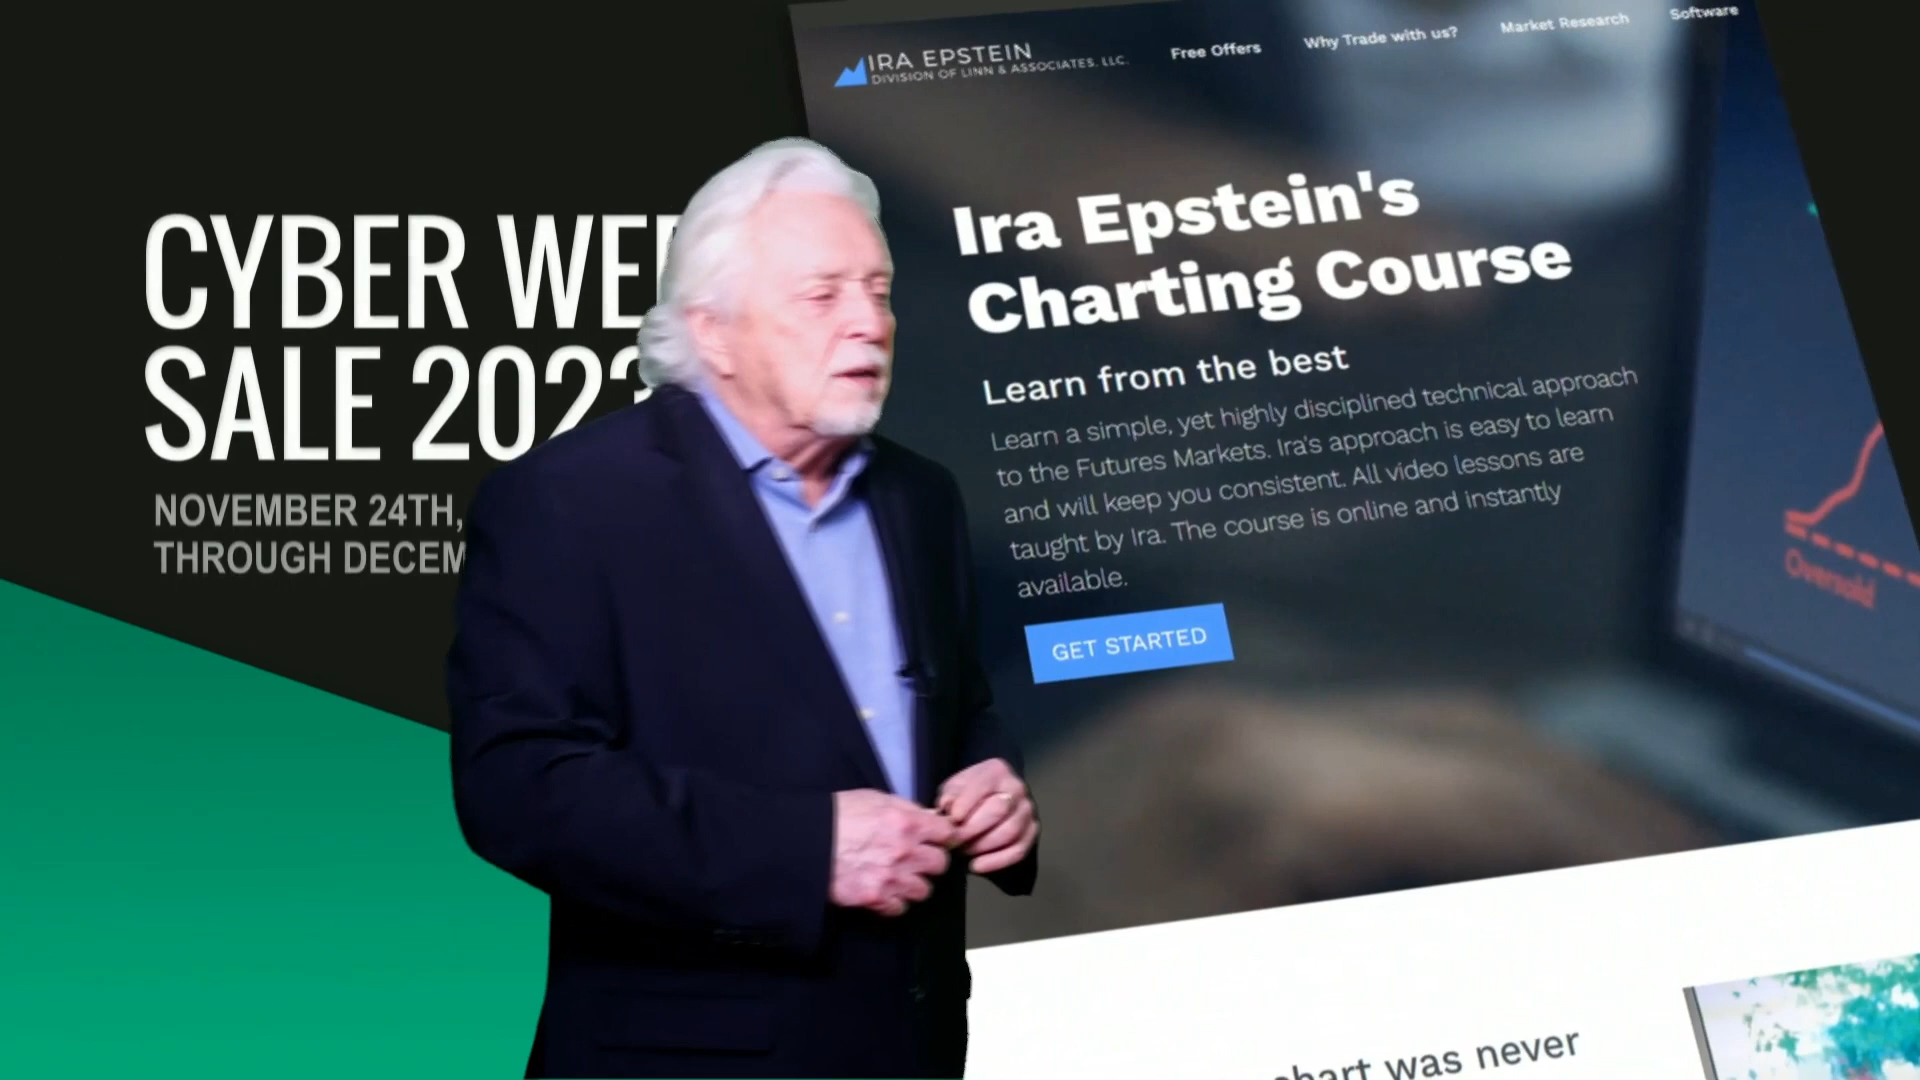 CYBER WEE
SALE 2023
NOVEMBER 24TH,
THROUGH DECEM
IRA EPSTEIN
DIVISION OF LINN & ASSOCIATES, LLC.
Free Offers
Why Trade with us?
Market Research
Software
Ira Epstein's
Charting Course
Learn from the best
Learn a simple, yet highly disciplined technical approach
to the Futures Markets. Ira's approach is easy to learn
and will keep you consistent. All video lessons are
taught by Ira. The course is online and instantly
available.
GET STARTED
Oversold
chart was never